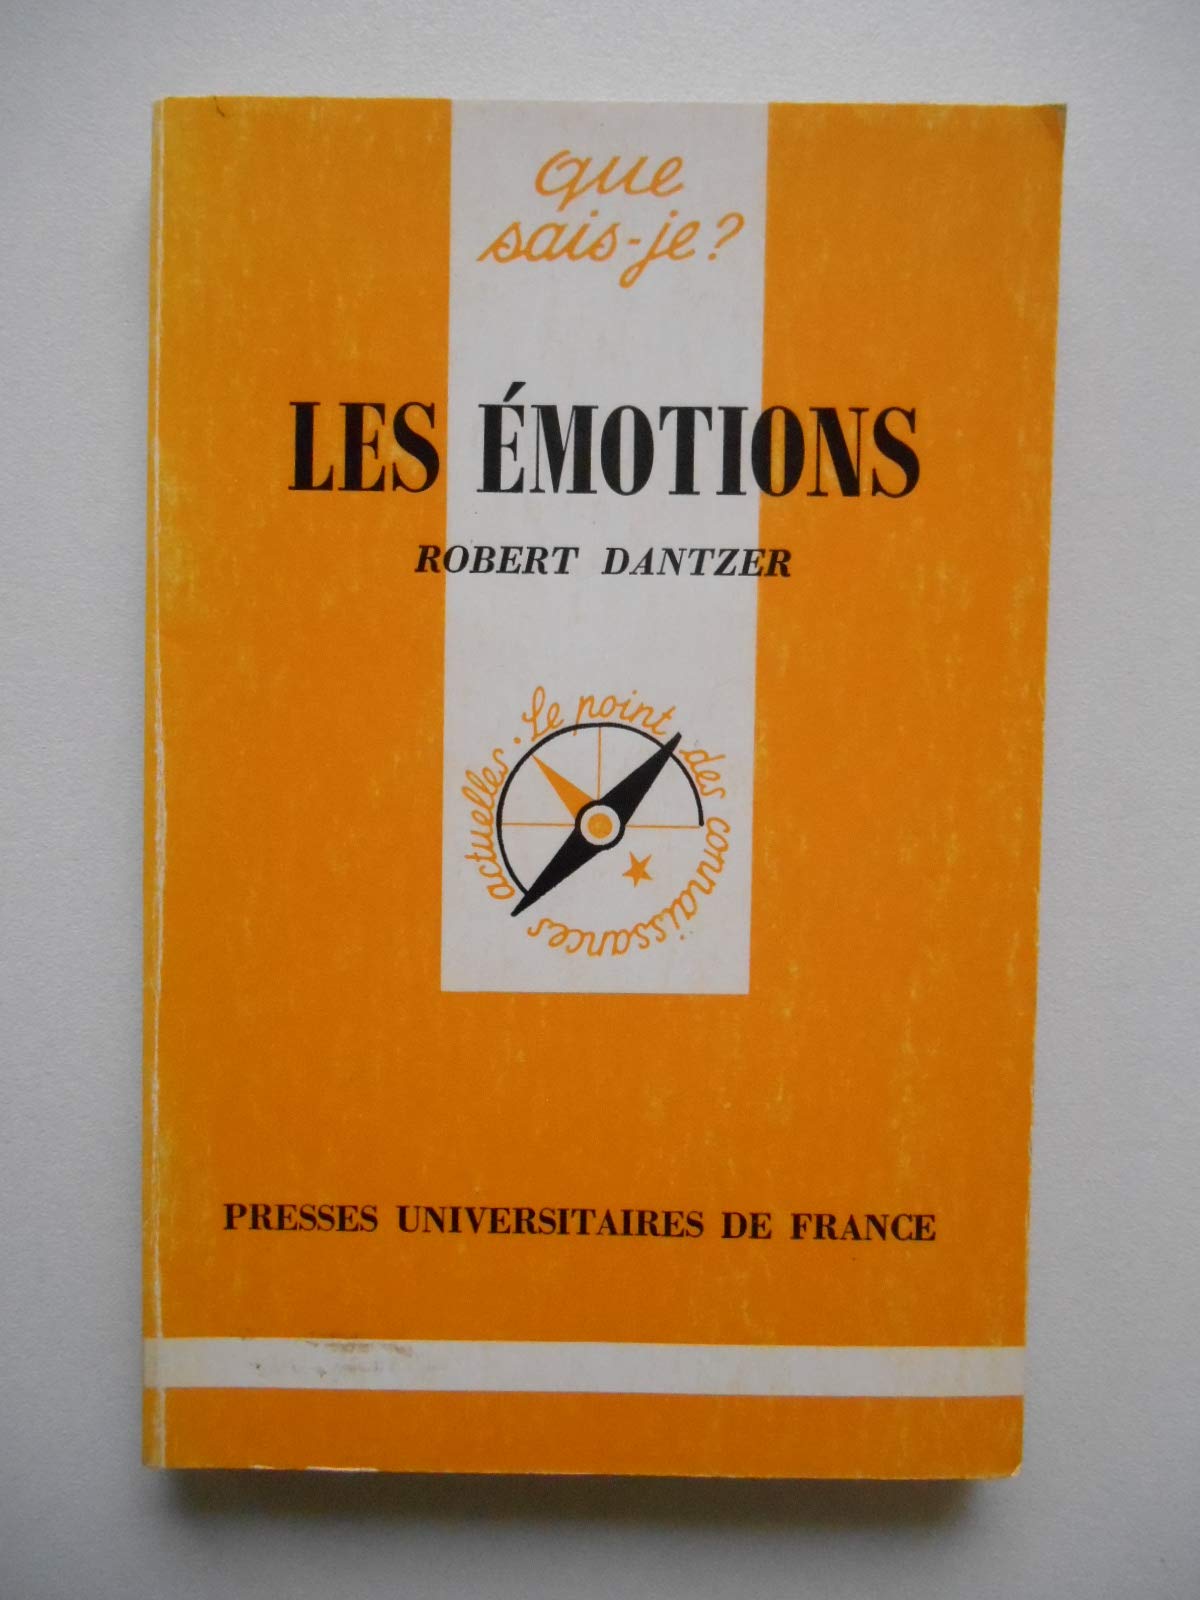 que
sais-je?
LES ÉMOTIONS
ROBERT DANTZER
Le point des connaissances actuelles.
PRESSES UNIVERSITAIRES DE FRANCE